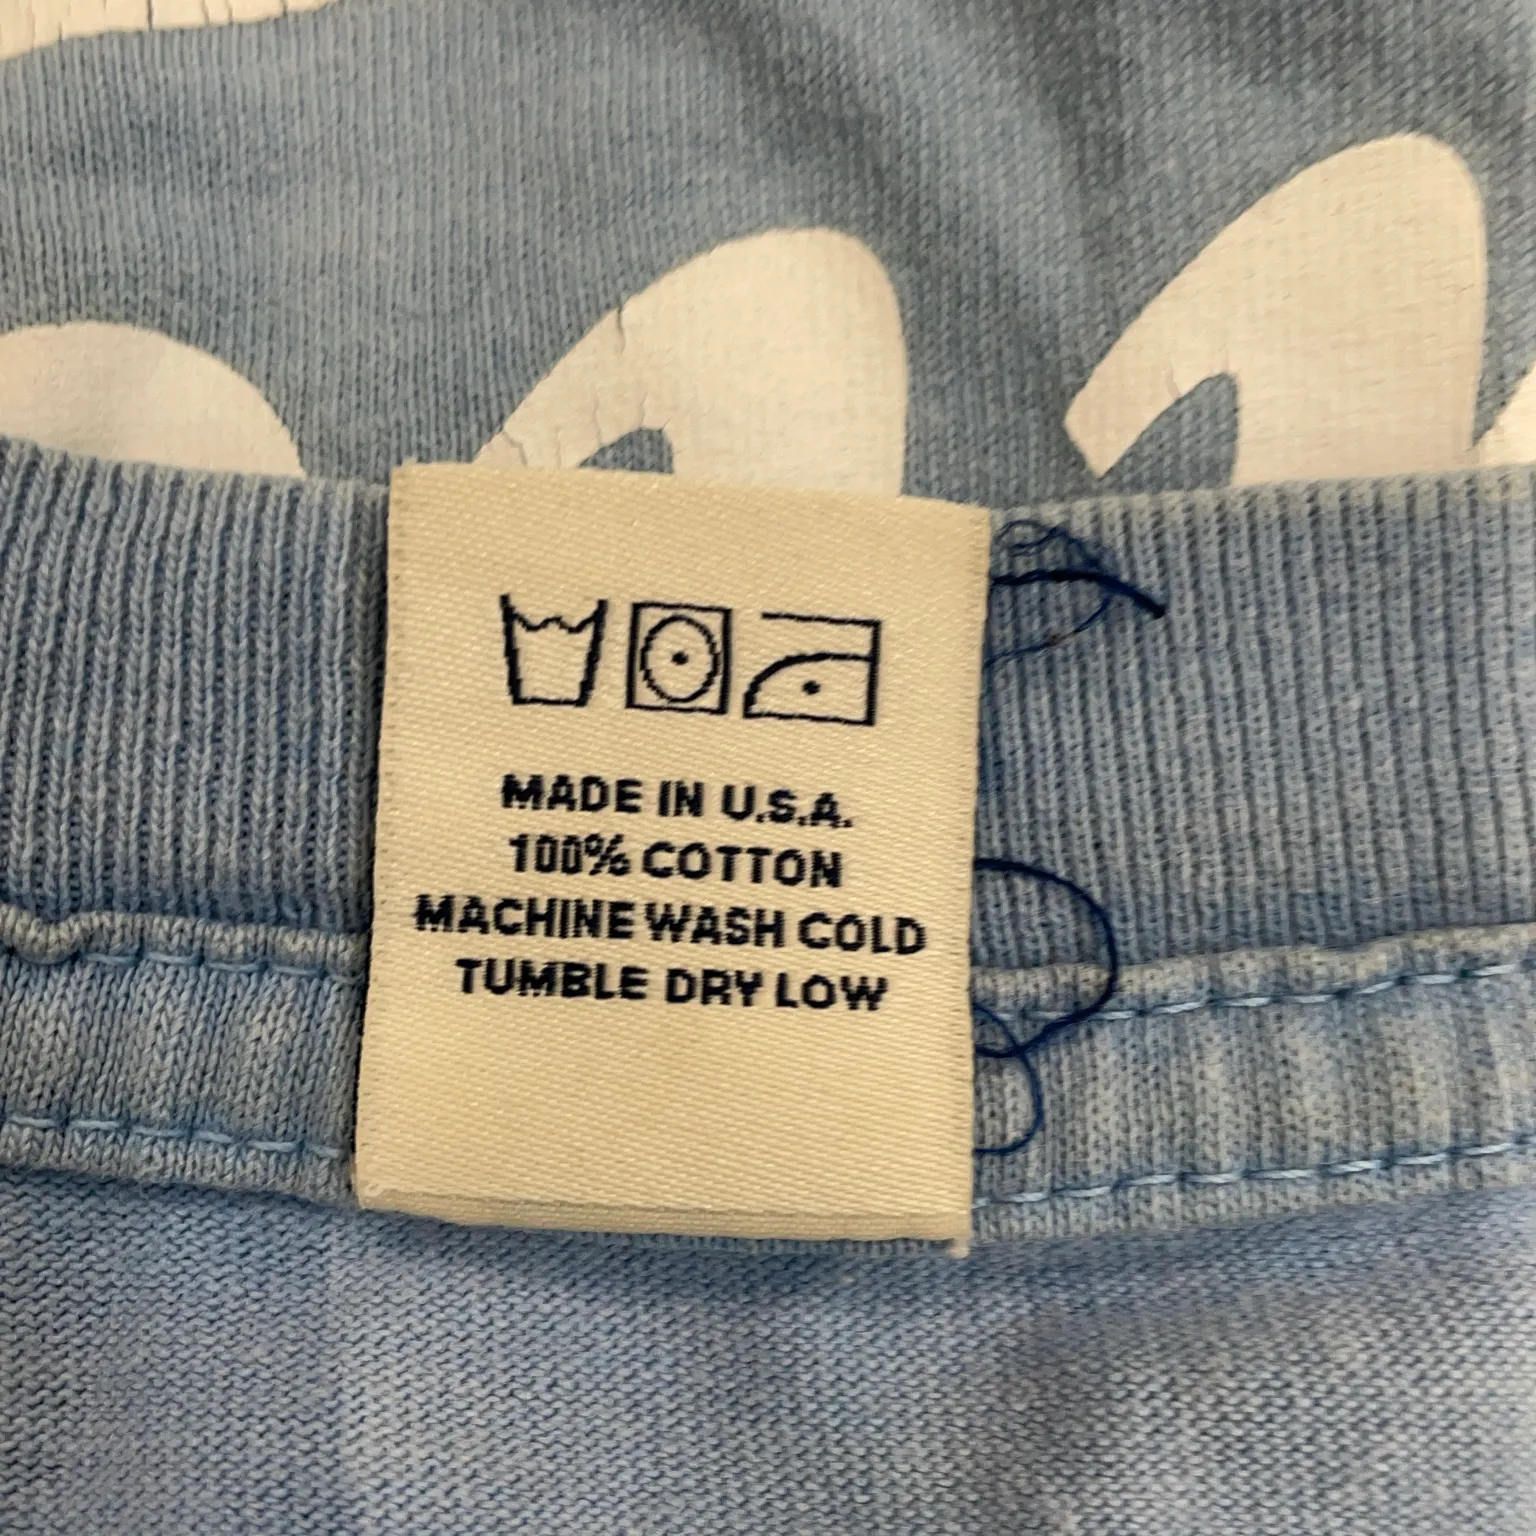 MADE IN U.S.A.
100% COTTON
MACHINE WASH COLD
TUMBLE DRY LOW